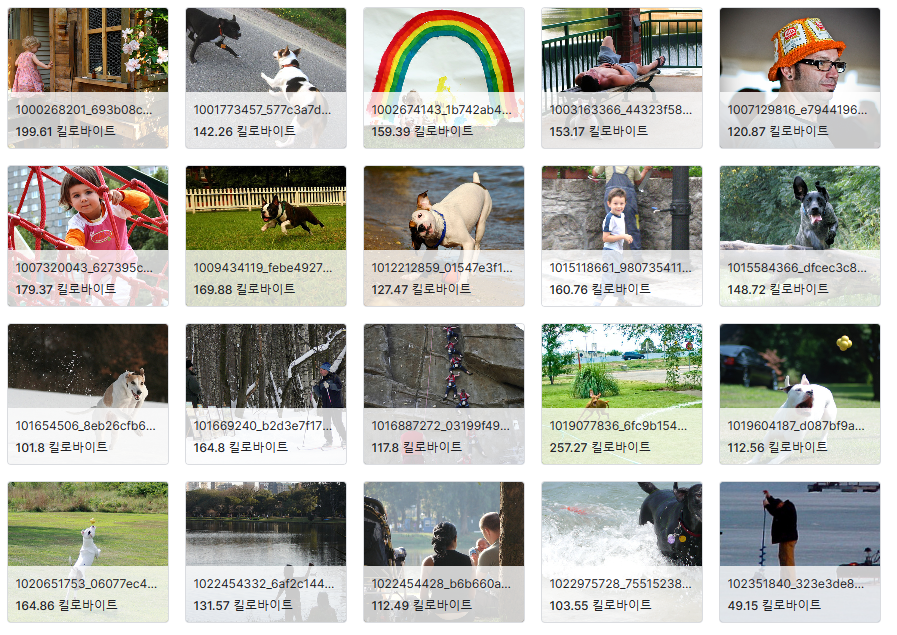 1000268201_693b08c...
199.61 킬로바이트
1001773457_577c3a7d...
142.26 킬로바이트
1002674143_1b742ab4...
159.39 킬로바이트
1003163366_44323f58...
153.17 킬로바이트
1007129816_e7944196...
120.87 킬로바이트
1007320043_627395c...
179.37 킬로바이트
1009434119_febe4927...
169.88 킬로바이트
1012212859_01547e3f1...
127.47 킬로바이트
1015118661_980735411...
160.76 킬로바이트
1015584366_dfcec3c8...
148.72 킬로바이트
101654506_8eb26cfb6...
101.8 킬로바이트
101669240_b2d3e7f17...
164.8 킬로바이트
1016887272_03199f49...
117.8 킬로바이트
1019077836_6fc9b154...
257.27 킬로바이트
1019604187_d087bf9a...
112.56 킬로바이트
1020651753_06077ec4...
164.86 킬로바이트
1022454332_6af2c144...
131.57 킬로바이트
1022454428_b6b660a...
112.49 킬로바이트
1022975728_75515238...
103.55 킬로바이트
102351840_323e3de8...
49.15 킬로바이트